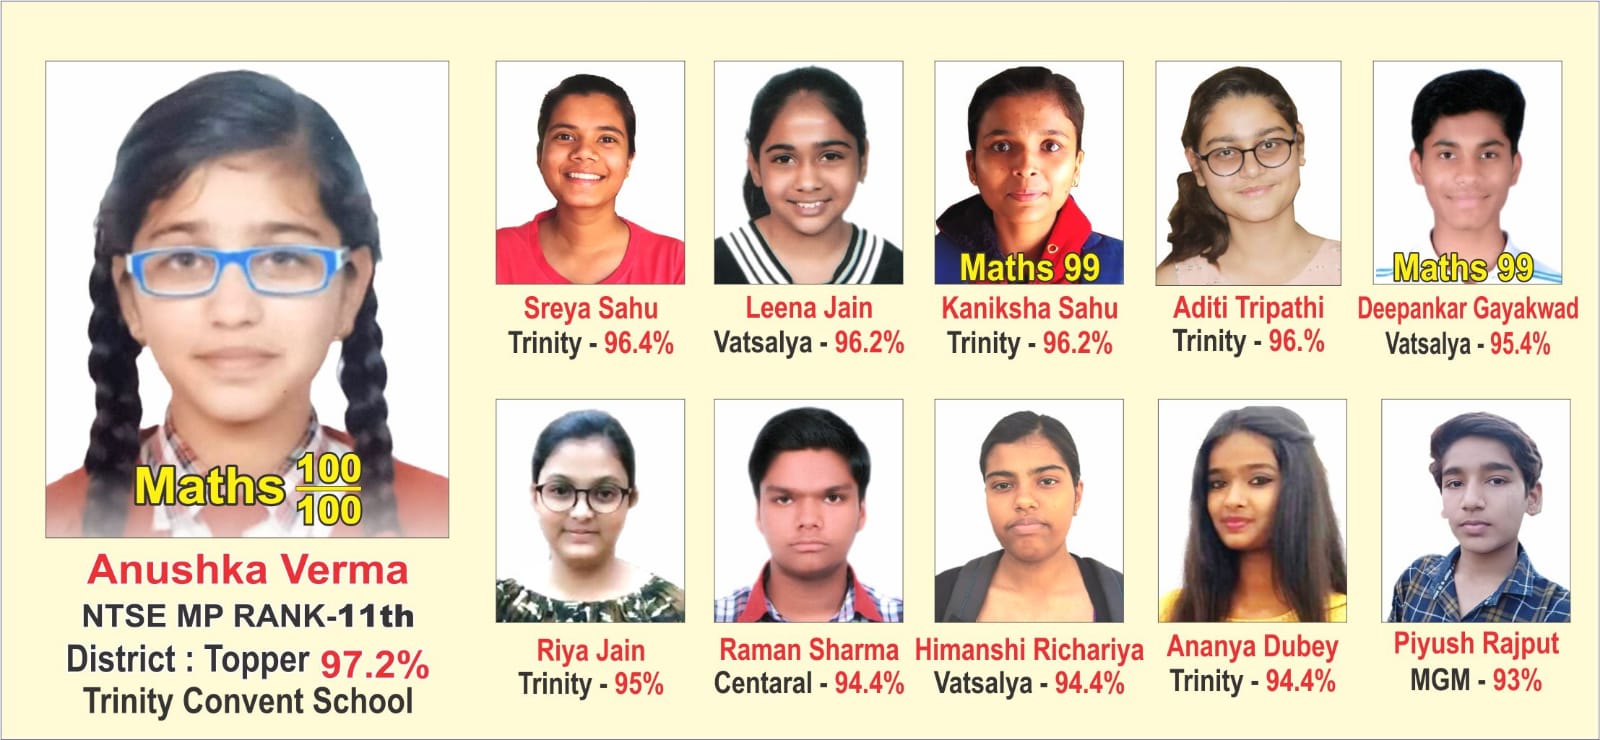 Maths 100/100
Anushka Verma
NTSE MP RANK-11th
District : Topper 97.2%
Trinity Convent School
Sreya Sahu
Trinity - 96.4%
Leena Jain
Vatsalya - 96.2%
Maths 99
Kaniksha Sahu
Trinity - 96.2%
Aditi Tripathi
Trinity - 96.%
Maths 99
Deepankar Gayakwad
Vatsalya - 95.4%
Riya Jain
Trinity - 95%
Raman Sharma
Centaral - 94.4%
Himanshi Richariya
Vatsalya - 94.4%
Ananya Dubey
Trinity - 94.4%
Piyush Rajput
MGM - 93%